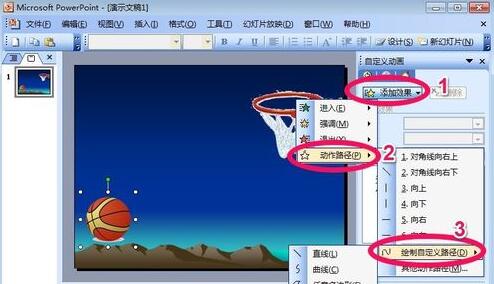 Microsoft PowerPoint - [演示文稿1]
文件(F) 编辑(E) 视图(V) 插入(I) 格式(O) 工具(T) 幻灯片放映(D) 窗口(W) 帮助(H)
设计(S) 新幻灯片(N)
自定义动画
1
添加效果
1
删除
进入(E)
强调(M)
退出(X)
动作路径(P)
2
1. 对角线向右上
2. 对角线向右下
3. 向上
4. 向下
5. 向右
6. 向左
3
绘制自定义路径(D)
其他动作路径(M)...
直线(L)
曲线(C)
任意多边形(F)